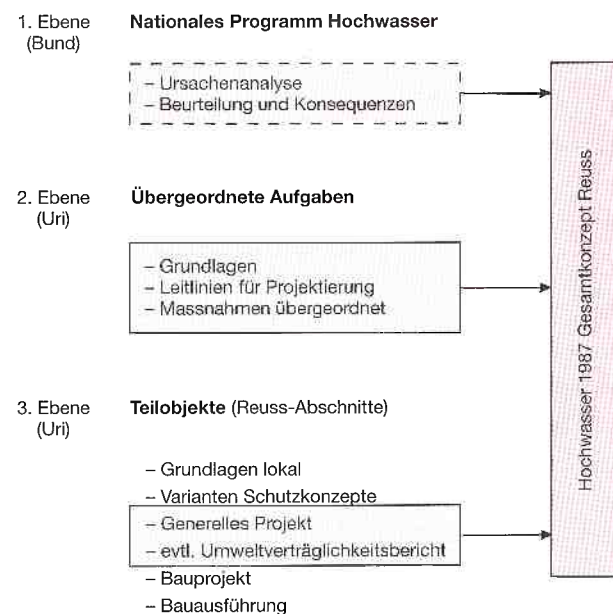 1. Ebene Nationales Programm Hochwasser
(Bund)
– Ursachenanalyse
– Beurteilung und Konsequenzen
2. Ebene Übergeordnete Aufgaben
(Uri)
– Grundlagen
– Leitlinien für Projektierung
– Massnahmen übergeordnet
3. Ebene Teilobjekte (Reuss-Abschnitte)
(Uri)
– Grundlagen lokal
– Varianten Schutzkonzepte
– Generelles Projekt
– evtl. Umweltverträglichkeitsbericht
– Bauprojekt
– Bauausführung
Hochwasser 1987 Gesamtkonzept Reuss